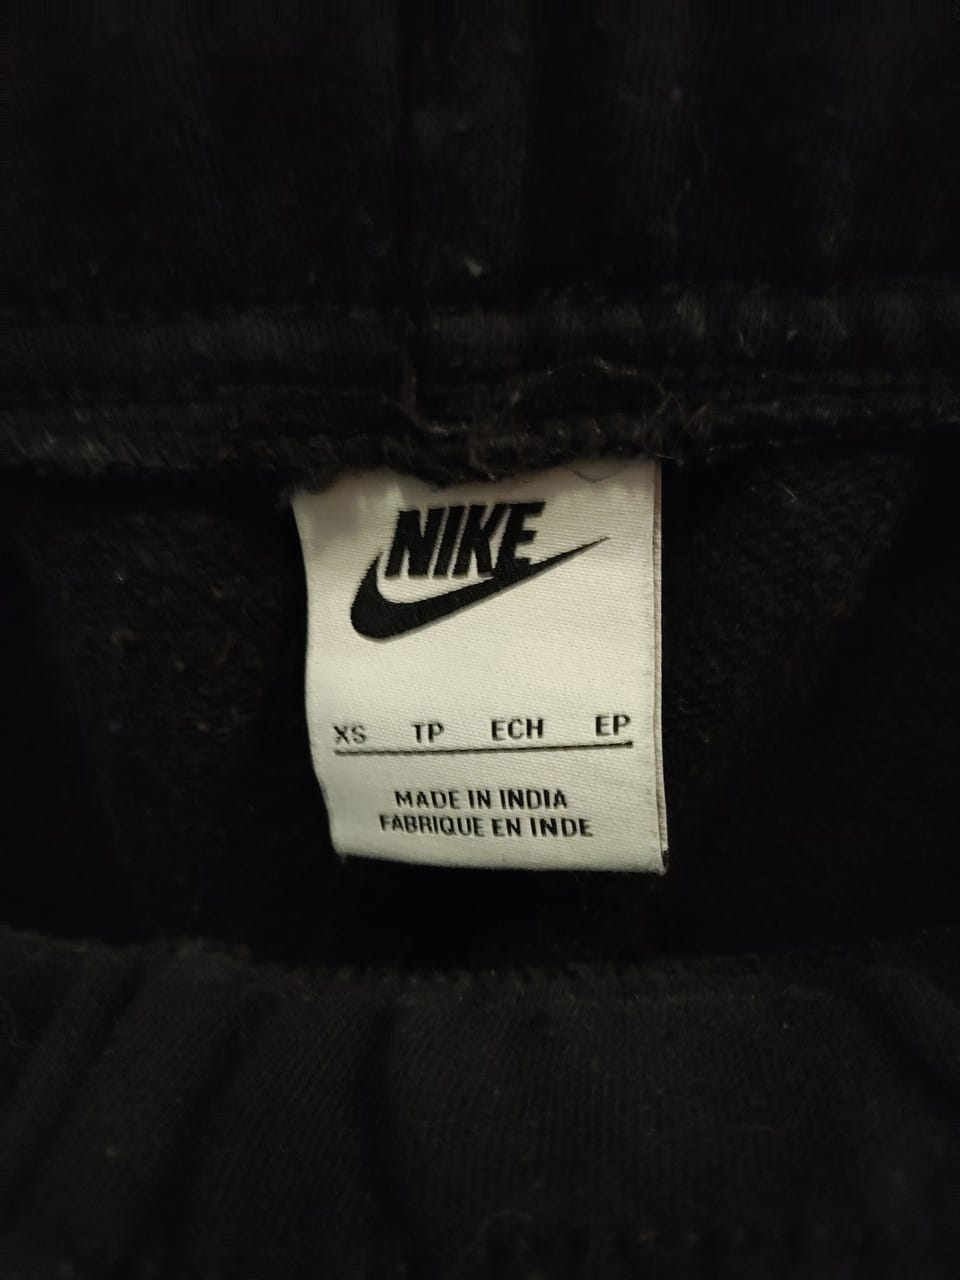 NIKE
XS TP ECH EP
MADE IN INDIA
FABRIQUE EN INDE